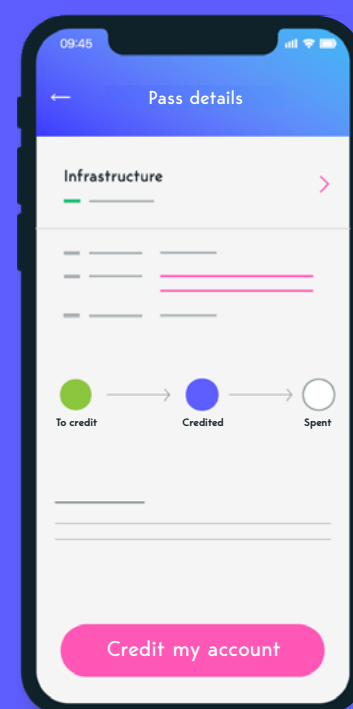 09:45
Pass details
Infrastructure
To credit
Credited
Spent
Credit my account